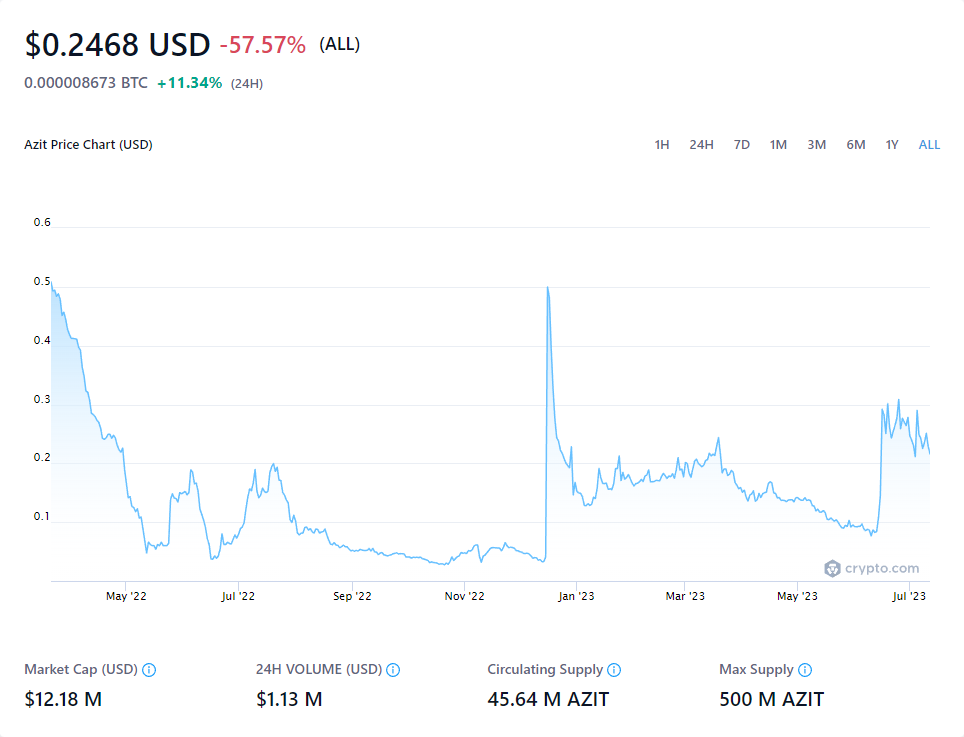 $0.2468 USD -57.57% (ALL)
0.000008673 BTC +11.34% (24H)
Azit Price Chart (USD) 1H 24H 7D 1M 3M 6M 1Y ALL
0.6
0.5
0.4
0.3
0.2
0.1
crypto.com
May '22 Jul '22 Sep '22 Nov '22 Jan '23 Mar '23 May '23 Jul '23
Market Cap (USD) 24H VOLUME (USD) Circulating Supply Max Supply
$12.18 M $1.13 M 45.64 M AZIT 500 M AZIT